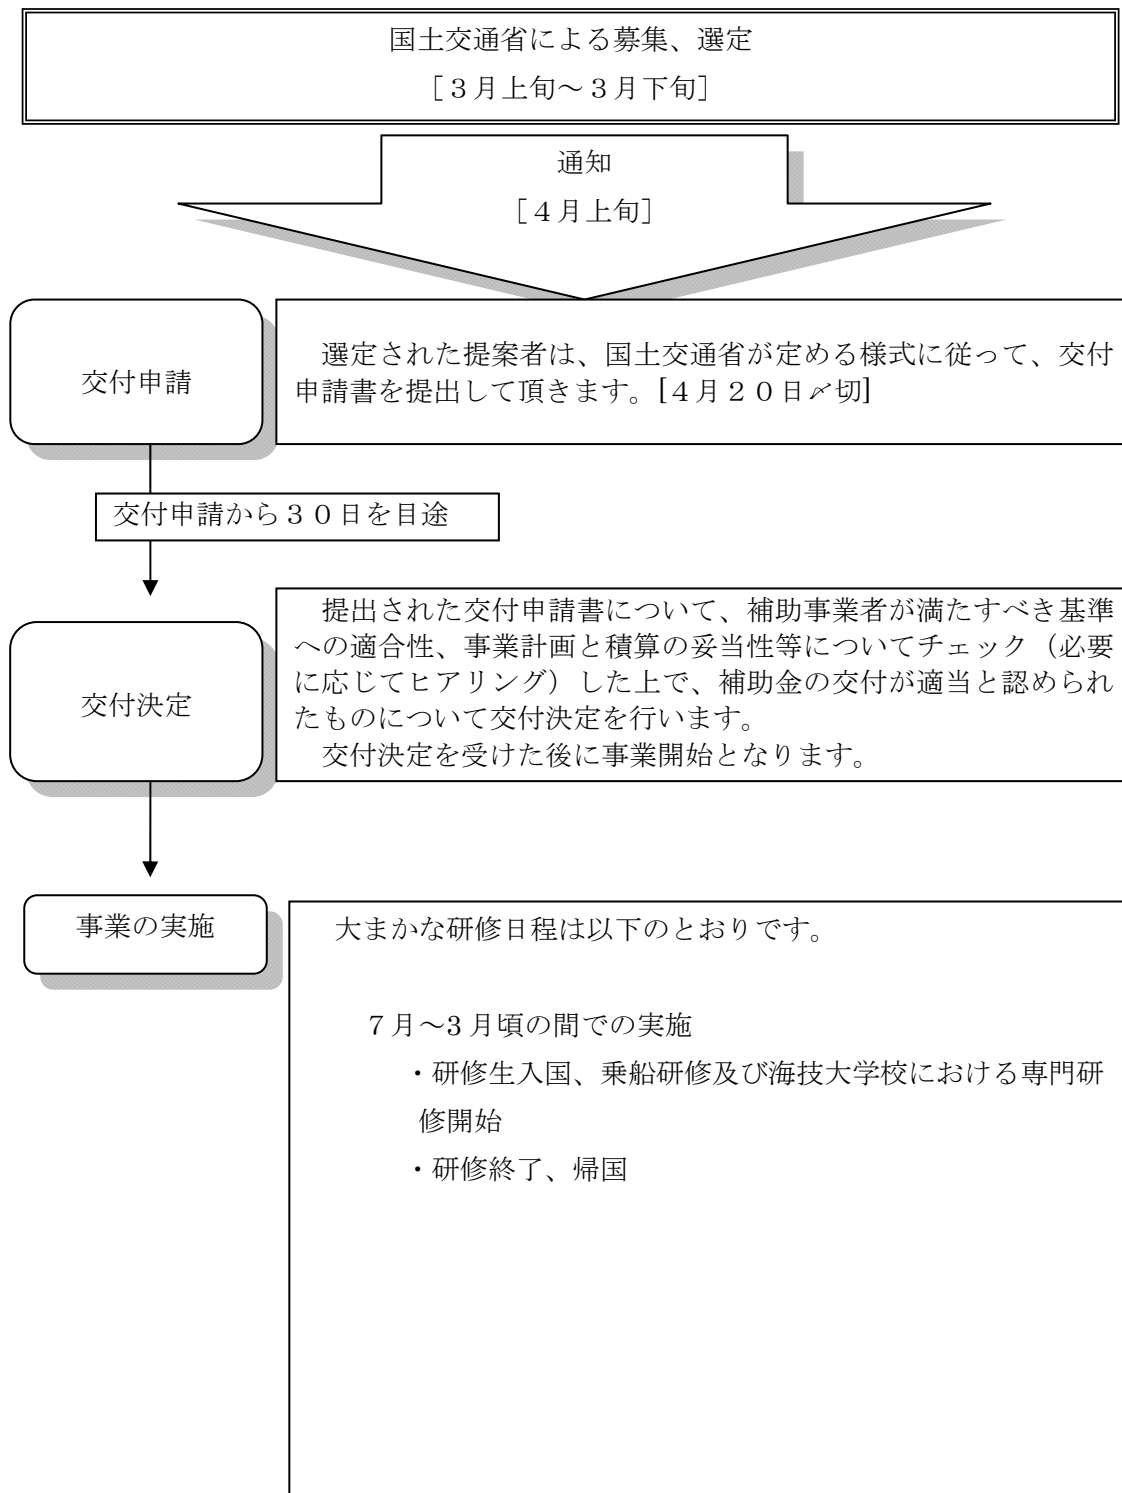 国土交通省による募集、選定
［３月上旬～３月下旬］
通知
［４月上旬］
交付申請
選定された提案者は、国土交通省が定める様式に従って、交付
申請書を提出して頂きます。[４月２０日〆切]
交付申請から３０日を目途
交付決定
提出された交付申請書について、補助事業者が満たすべき基準
への適合性、事業計画と積算の妥当性等についてチェック（必要
に応じてヒアリング）した上で、補助金の交付が適当と認められ
たものについて交付決定を行います。
交付決定を受けた後に事業開始となります。
事業の実施
大まかな研修日程は以下のとおりです。
７月～3月頃の間での実施
・研修生入国、乗船研修及び海技大学校における専門研
修開始
・研修終了、帰国